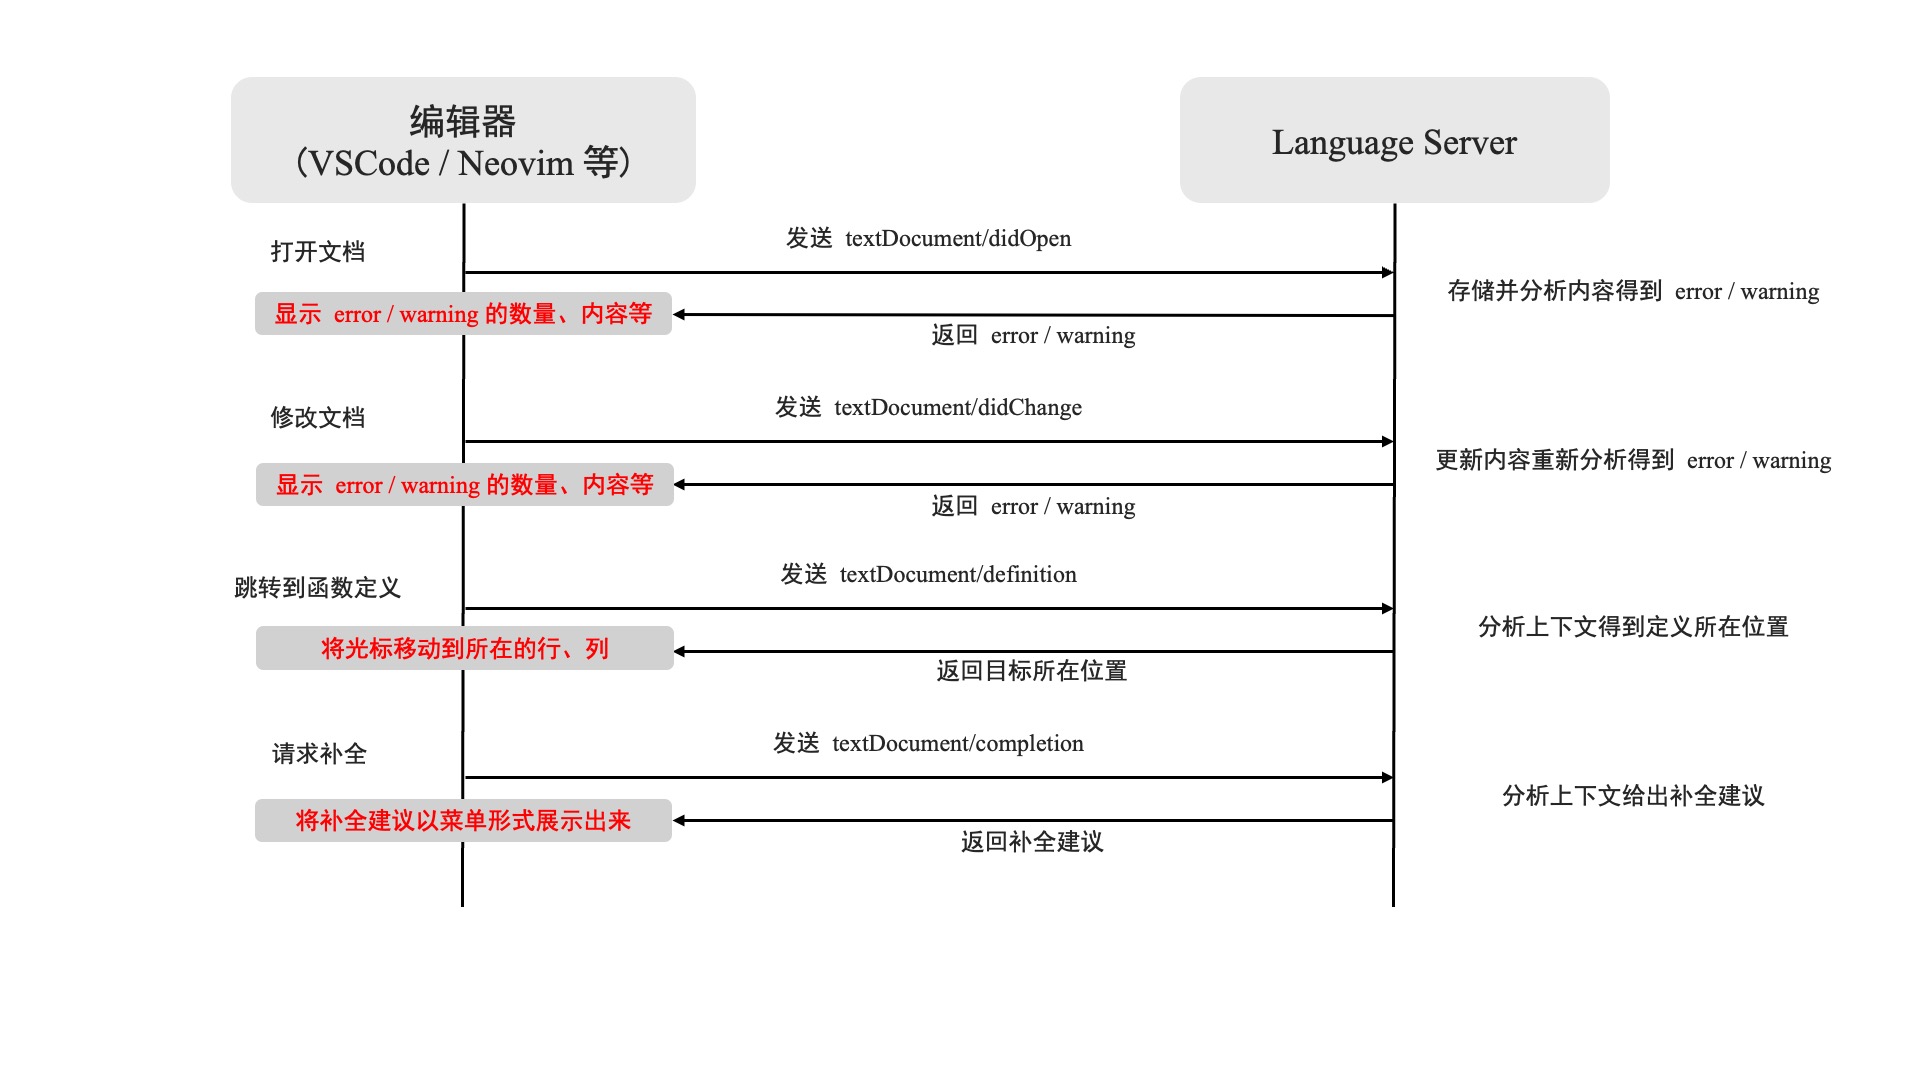 编辑器
（VSCode / Neovim 等）
Language Server
打开文档
发送 textDocument/didOpen
存储并分析内容得到 error / warning
显示 error / warning 的数量、内容等
返回 error / warning
修改文档
发送 textDocument/didChange
更新内容重新分析得到 error / warning
显示 error / warning 的数量、内容等
返回 error / warning
跳转到函数定义
发送 textDocument/definition
分析上下文得到定义所在位置
将光标移动到所在的行、列
返回目标所在位置
请求补全
发送 textDocument/completion
分析上下文给出补全建议
将补全建议以菜单形式展示出来
返回补全建议